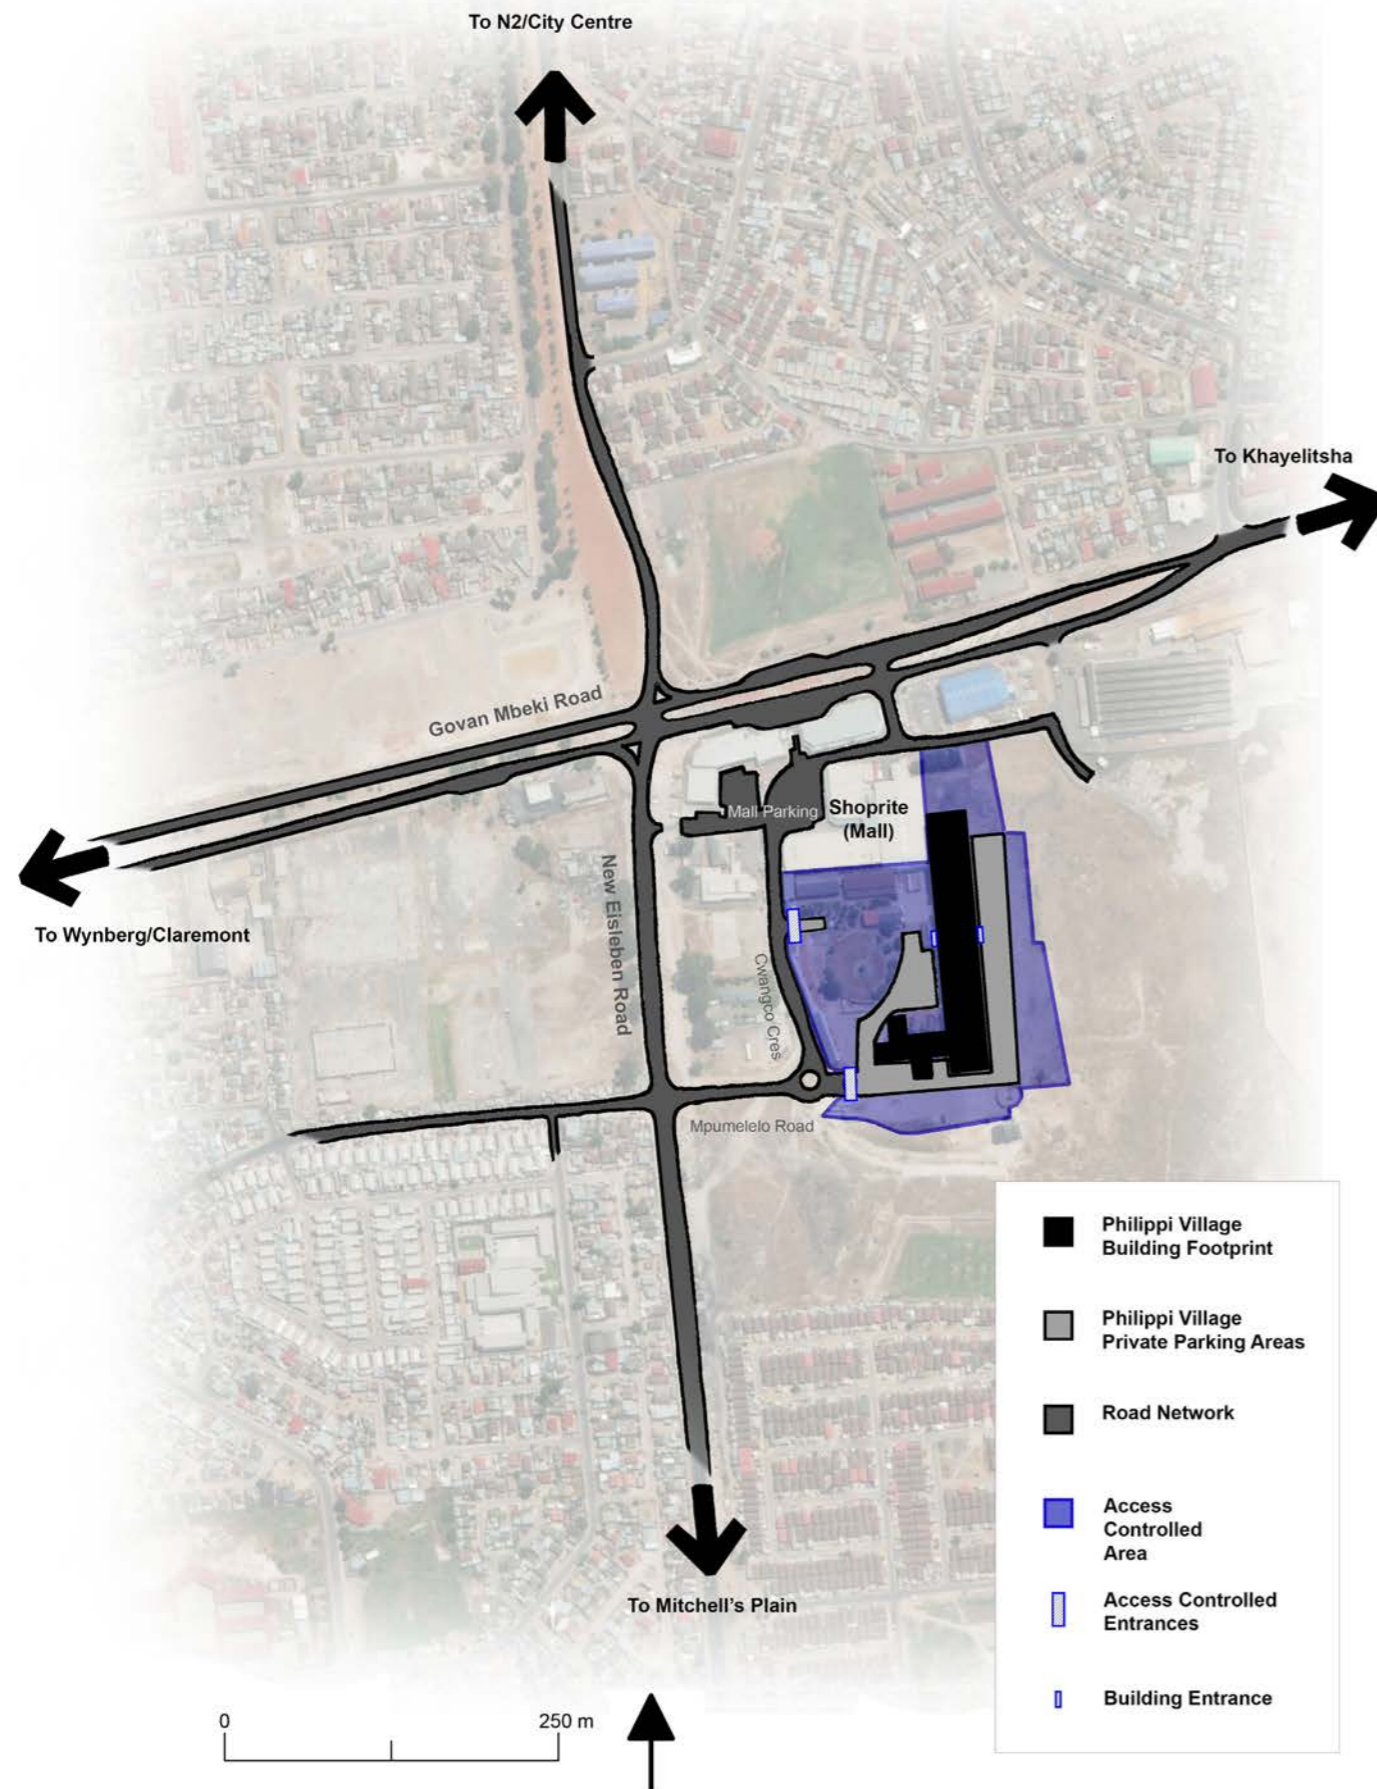 To N2/City Centre
To Khayelitsha
Govan Mbeki Road
Mall Parking
Shoprite
(Mall)
New Eisleben Road
To Wynberg/Claremont
Cwangco Cres
Mpumelelo Road
Philippi Village
Building Footprint
Philippi Village
Private Parking Areas
Road Network
Access
Controlled
Area
Access Controlled
Entrances
Building Entrance
To Mitchell's Plain
0
250 m